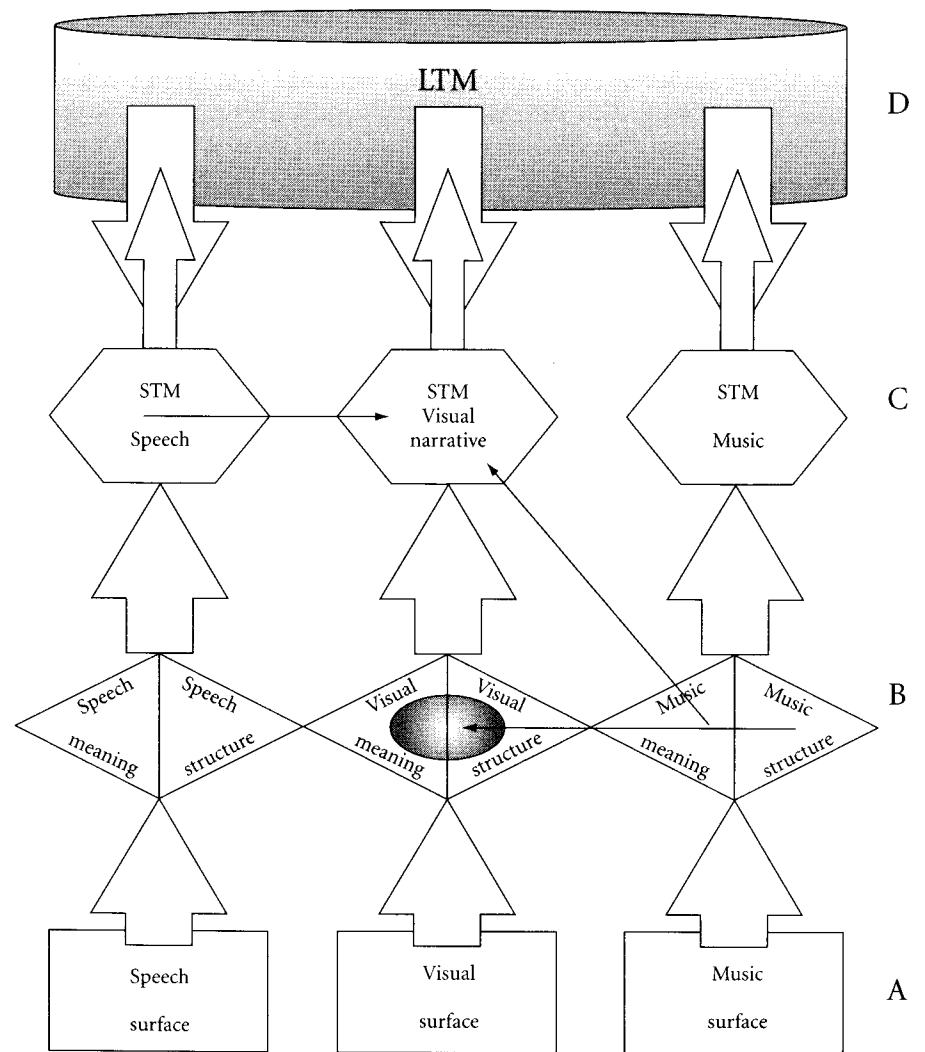 LTM
D
STM
Speech
STM
Visual
narrative
STM
Music
C
Speech
meaning
Speech
structure
Visual
meaning
Visual
structure
Music
meaning
Music
structure
B
Speech
surface
Visual
surface
Music
surface
A